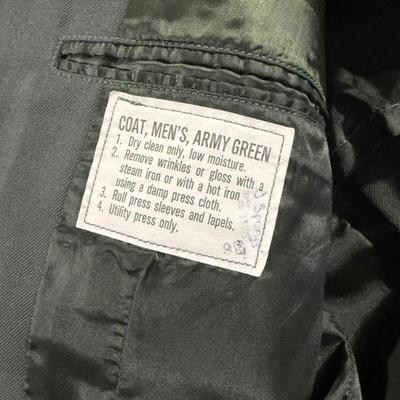 COAT, MEN'S, ARMY GREEN
1. Dry clean only, low moisture.
2. Remove wrinkles or gloss with a
steam iron or with a hot iron
using a damp press cloth.
3. Roll press sleeves and lapels.
4. Utility press only.